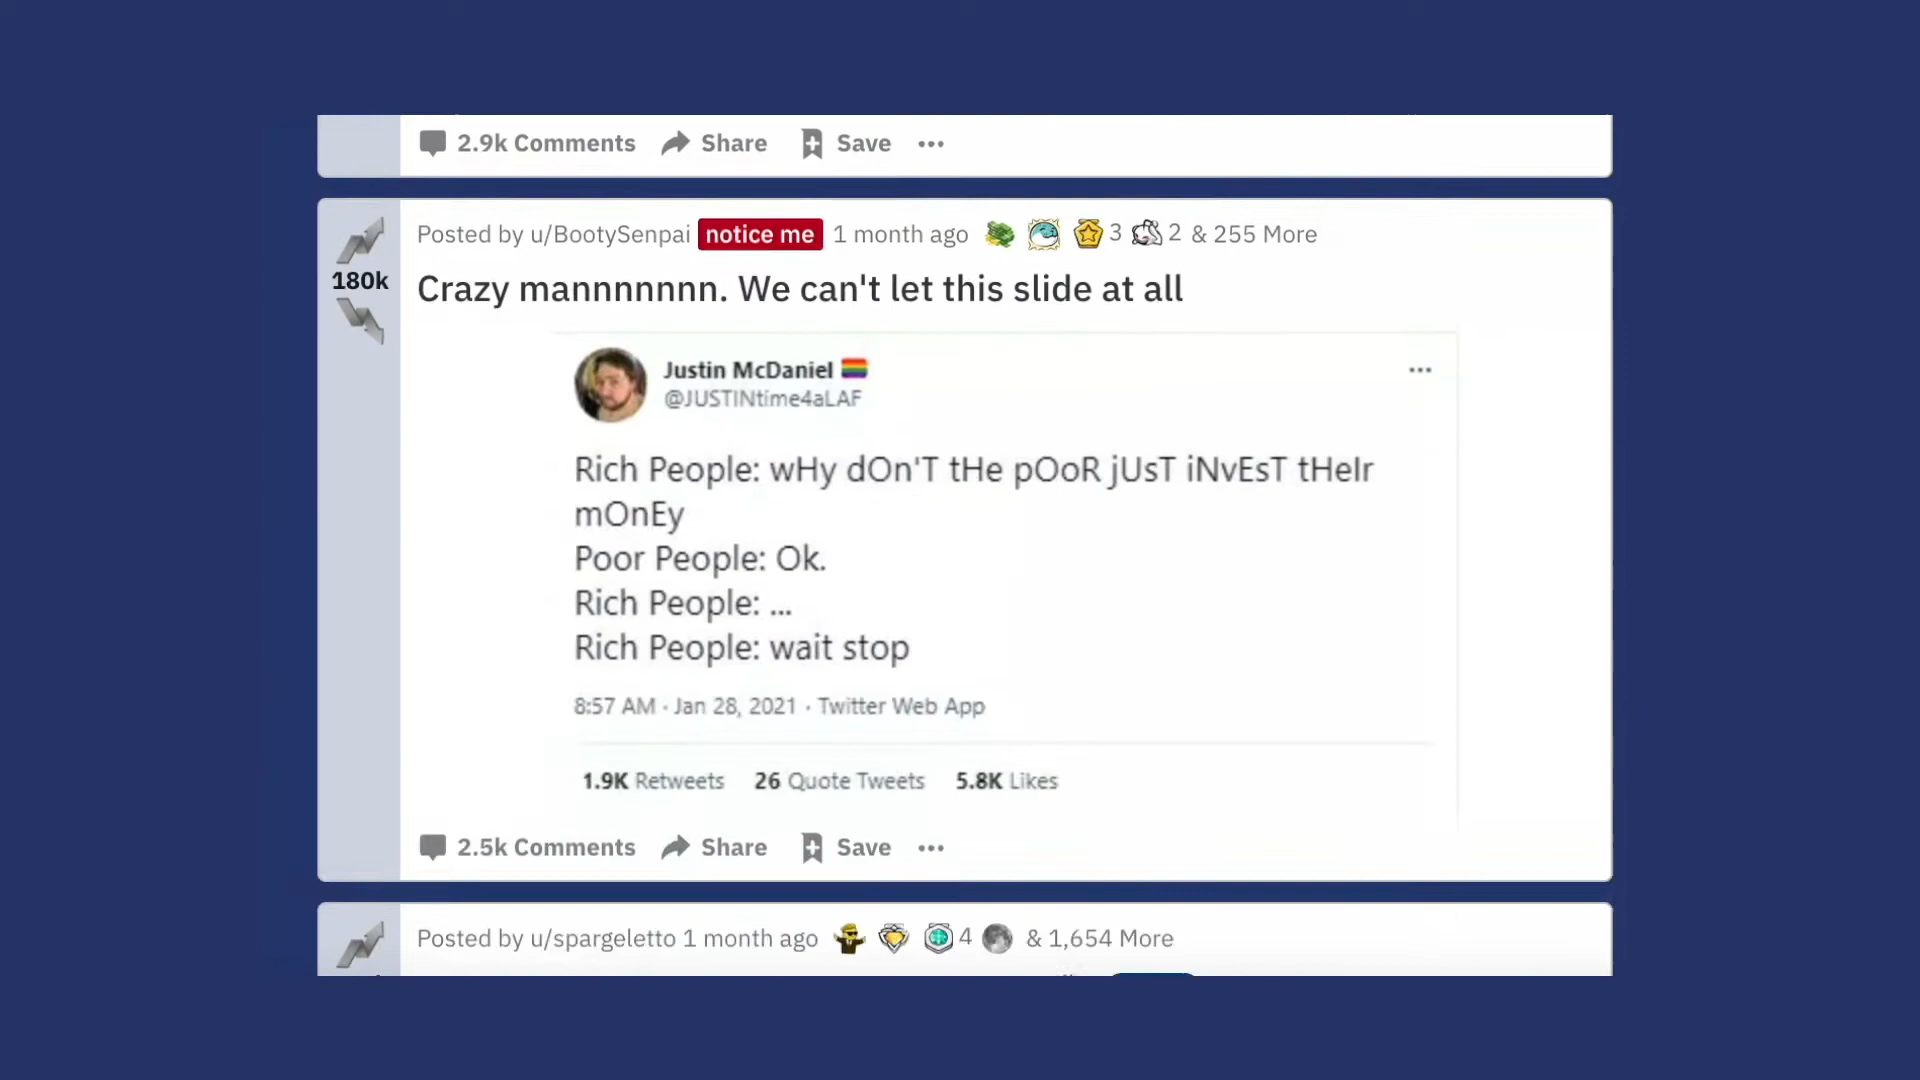 2.9k Comments Share Save
Posted by u/BootySenpai notice me 1 month ago 3 2 & 255 More
180k
Crazy mannnnnnn. We can't let this slide at all
Justin McDaniel
@JUSTINtime4aLAF
Rich People: wHy dOn'T tHe pOoR jUsT iNvEsT tHeIr
mOnEy
Poor People: Ok.
Rich People: ...
Rich People: wait stop
8:57 AM · Jan 28, 2021 · Twitter Web App
1.9K Retweets 26 Quote Tweets 5.8K Likes
2.5k Comments Share Save
Posted by u/spargeletto 1 month ago 4 & 1,654 More